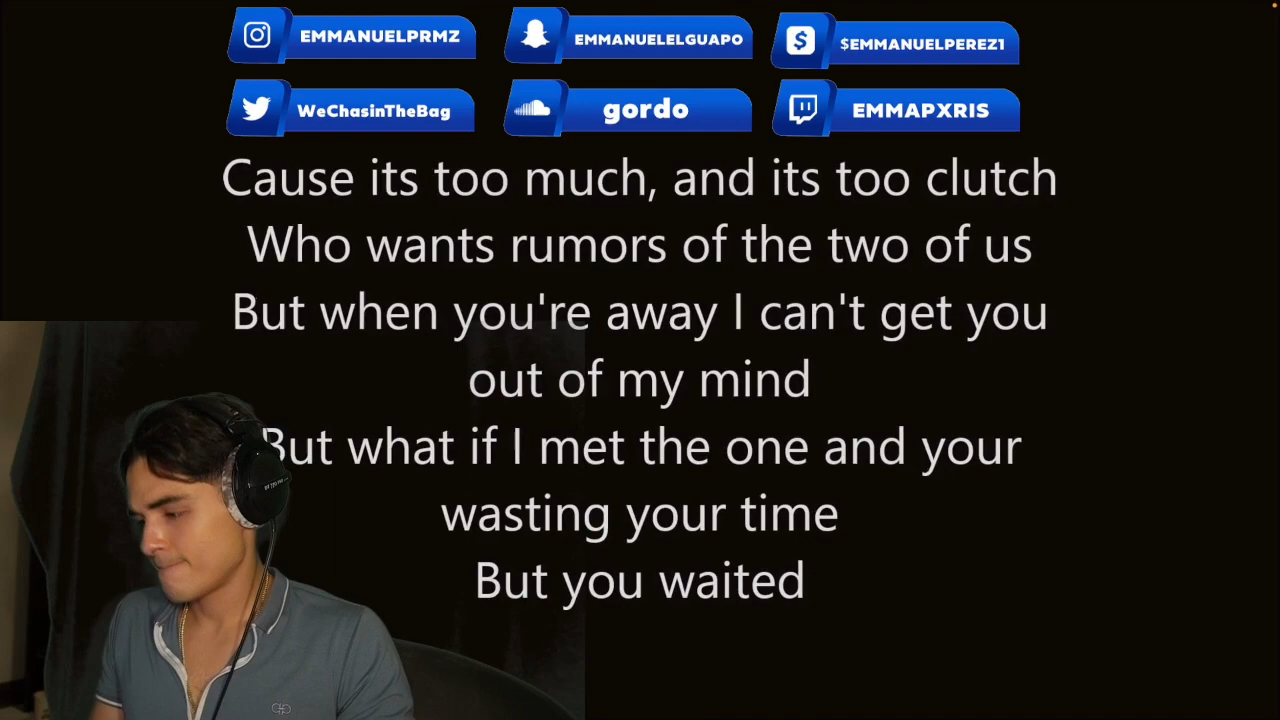 EMMANUELPRMZ
EMMANUELELGUAPO
$EMMANUELPEREZ1
WeChasinTheBag
gordo
EMMAPXRIS
Cause its too much, and its too clutch
Who wants rumors of the two of us
But when you're away I can't get you
out of my mind
But what if I met the one and your
wasting your time
But you waited